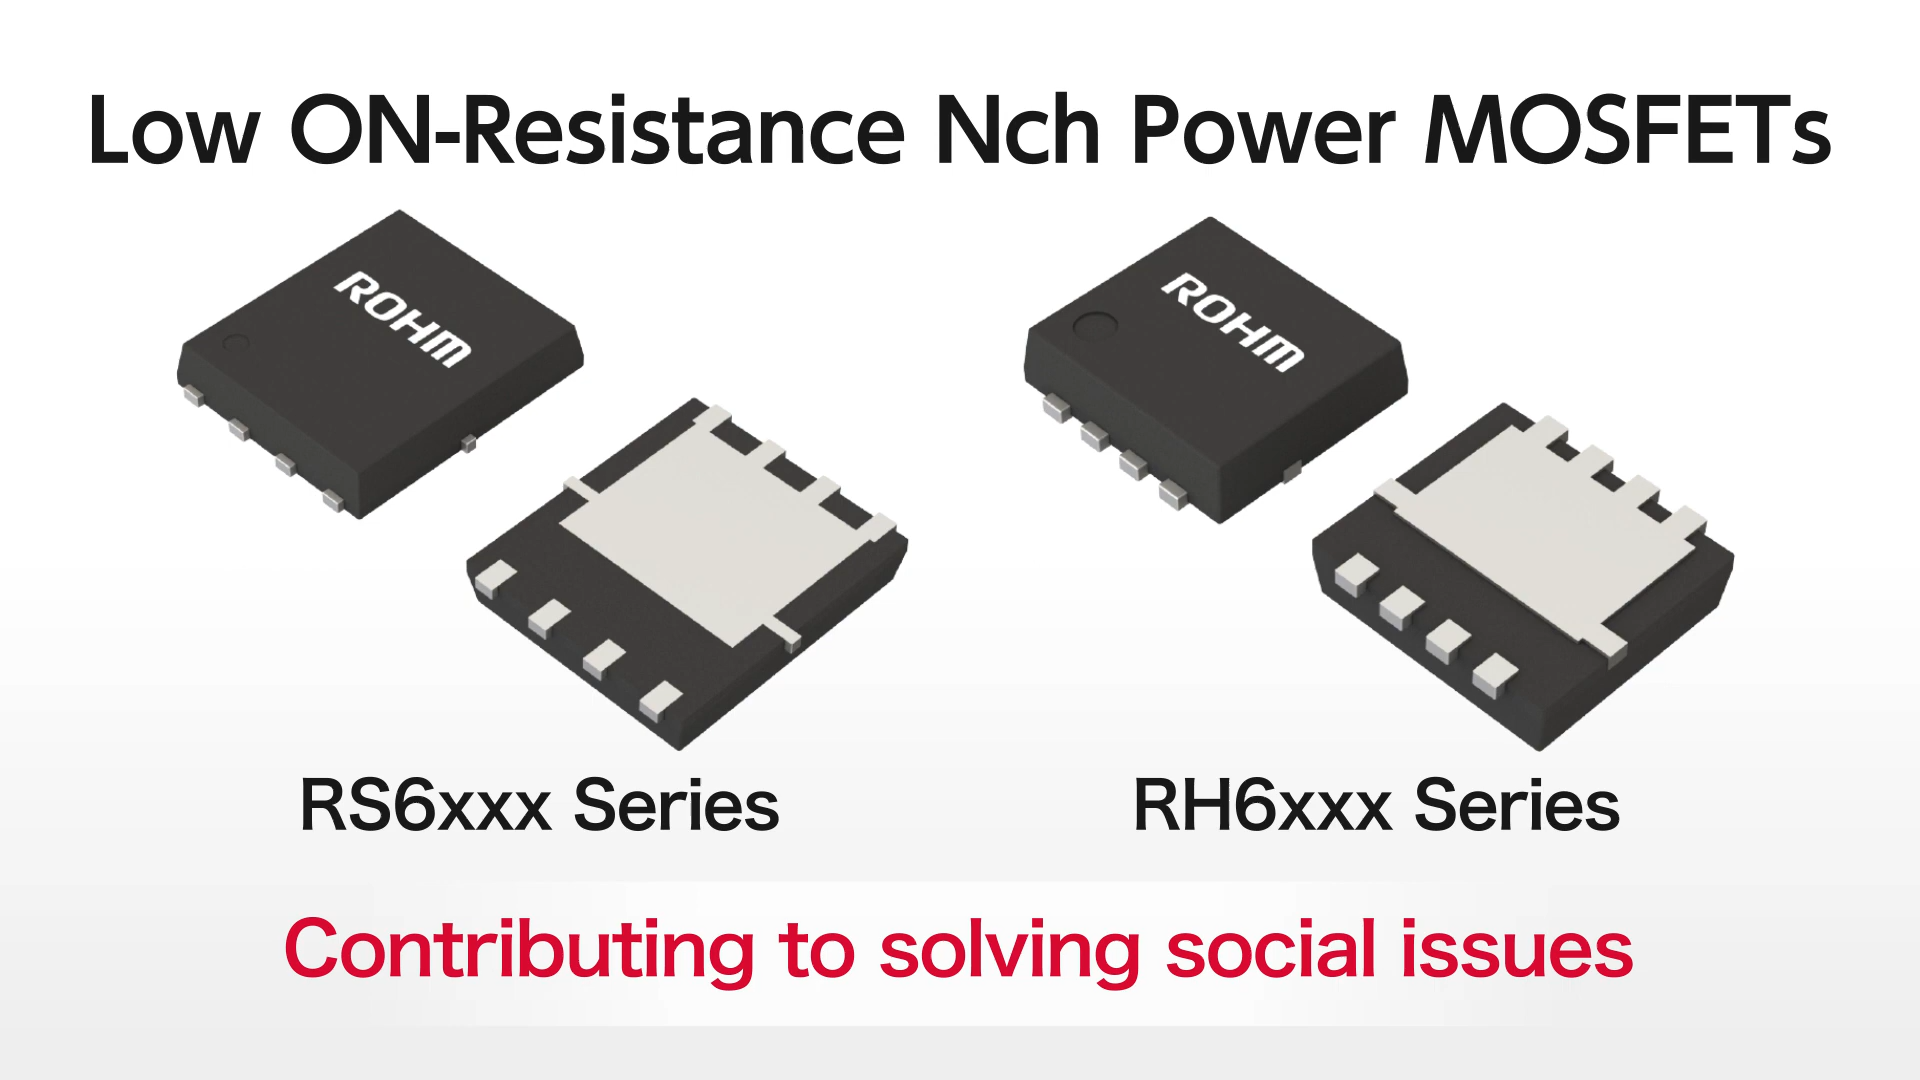 Low ON-Resistance Nch Power MOSFETs
ROHM
ROHM
RS6xxx Series
RH6xxx Series
Contributing to solving social issues